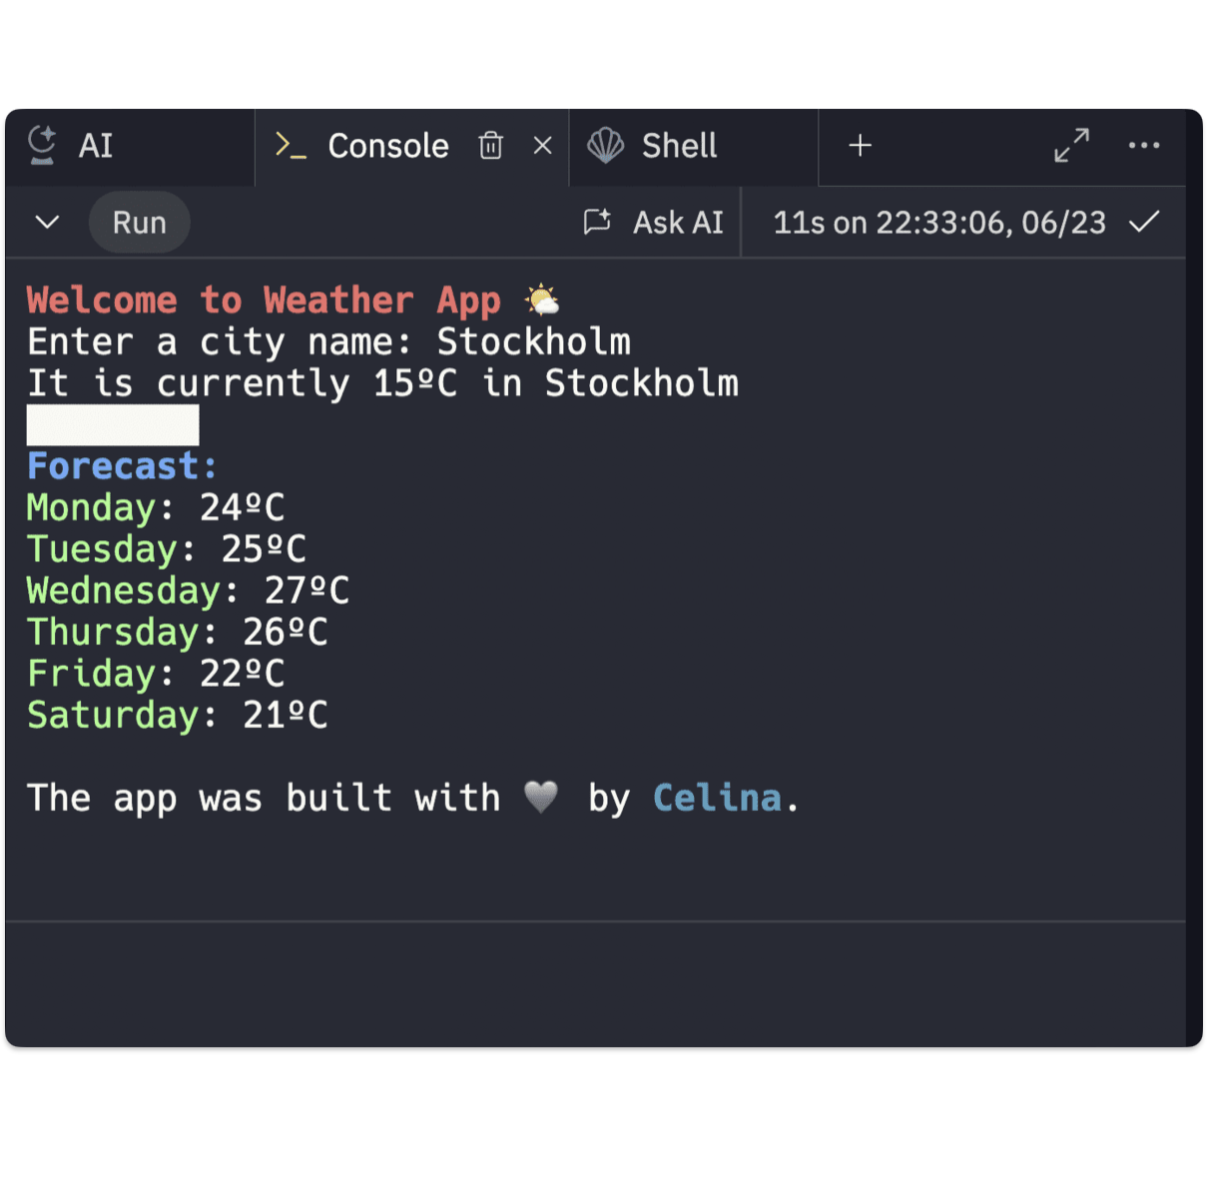 AI >_ Console Shell
Run Ask AI 11s on 22:33:06, 06/23
Welcome to Weather App 🌤️
Enter a city name: Stockholm
It is currently 15ºC in Stockholm
Forecast:
Monday: 24ºC
Tuesday: 25ºC
Wednesday: 27ºC
Thursday: 26ºC
Friday: 22ºC
Saturday: 21ºC
The app was built with 🩶 by Celina.